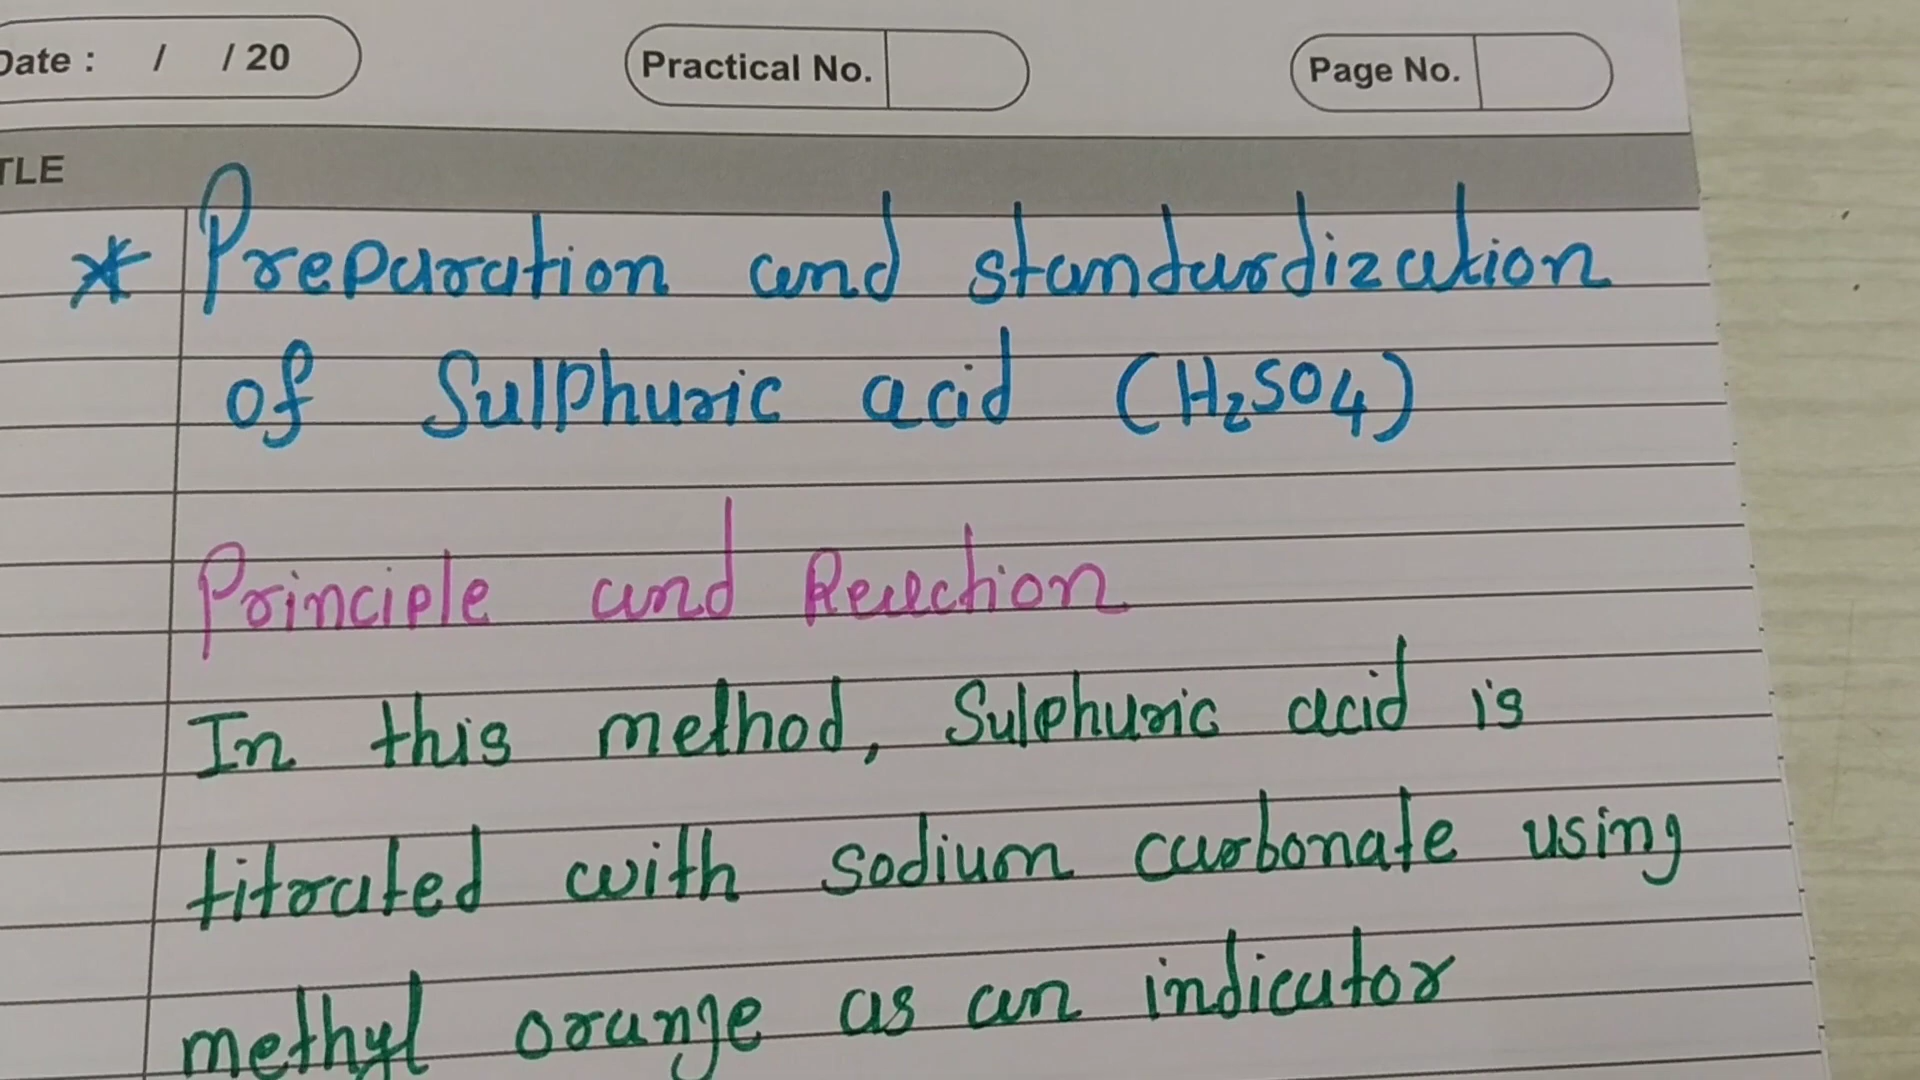 Date : / / 20 Practical No. Page No.
TLE
* Preparation and standardization
of Sulphuric acid (H₂SO4)
Principle and Reaction
In this method, Sulphuric acid is
titrated with sodium carbonate using
methyl orange as an indicator